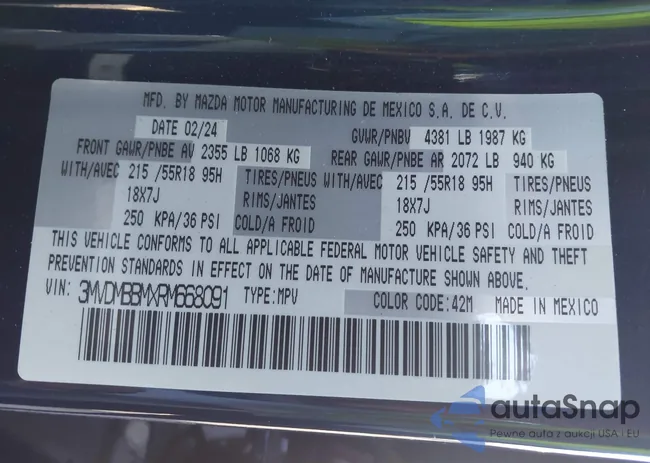 MFD. BY MAZDA MOTOR MANUFACTURING DE MEXICO S.A. DE C.V.
DATE 02/24 GVWR/PNBV 4381 LB 1987 KG
FRONT GAWR/PNBE AV 2355 LB 1068 KG REAR GAWR/PNBE AR 2072 LB 940 KG
WITH/AVEC 215 /55R18 95H TIRES/PNEUS WITH/AVEC 215 /55R18 95H TIRES/PNEUS
18X7J RIMS/JANTES 18X7J RIMS/JANTES
250 KPA/36 PSI COLD/A FROID 250 KPA/36 PSI COLD/A FROID
THIS VEHICLE CONFORMS TO ALL APPLICABLE FEDERAL MOTOR VEHICLE SAFETY AND THEFT
PREVENTION STANDARDS IN EFFECT ON THE DATE OF MANUFACTURE SHOWN ABOVE.
VIN: 3MVDMBBMXRM668091 TYPE:MPV COLOR CODE:42M MADE IN MEXICO
autaSnap
Pewne auta z aukcji USA i EU